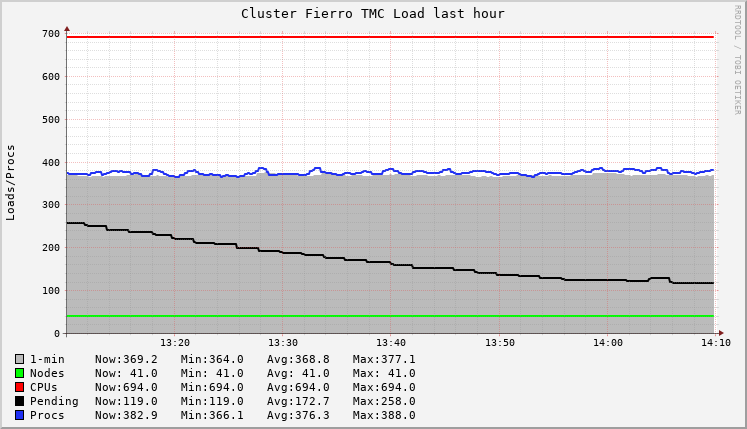 Cluster Fierro TMC Load last hour
RRDTOOL / TOBI OETIKER
Loads/Procs
700
600
500
400
300
200
100
0
13:20 13:30 13:40 13:50 14:00 14:10
1-min Now:369.2 Min:364.0 Avg:368.8 Max:377.1
Nodes Now: 41.0 Min: 41.0 Avg: 41.0 Max: 41.0
CPUs Now:694.0 Min:694.0 Avg:694.0 Max:694.0
Pending Now:119.0 Min:119.0 Avg:172.7 Max:258.0
Procs Now:382.9 Min:366.1 Avg:376.3 Max:388.0